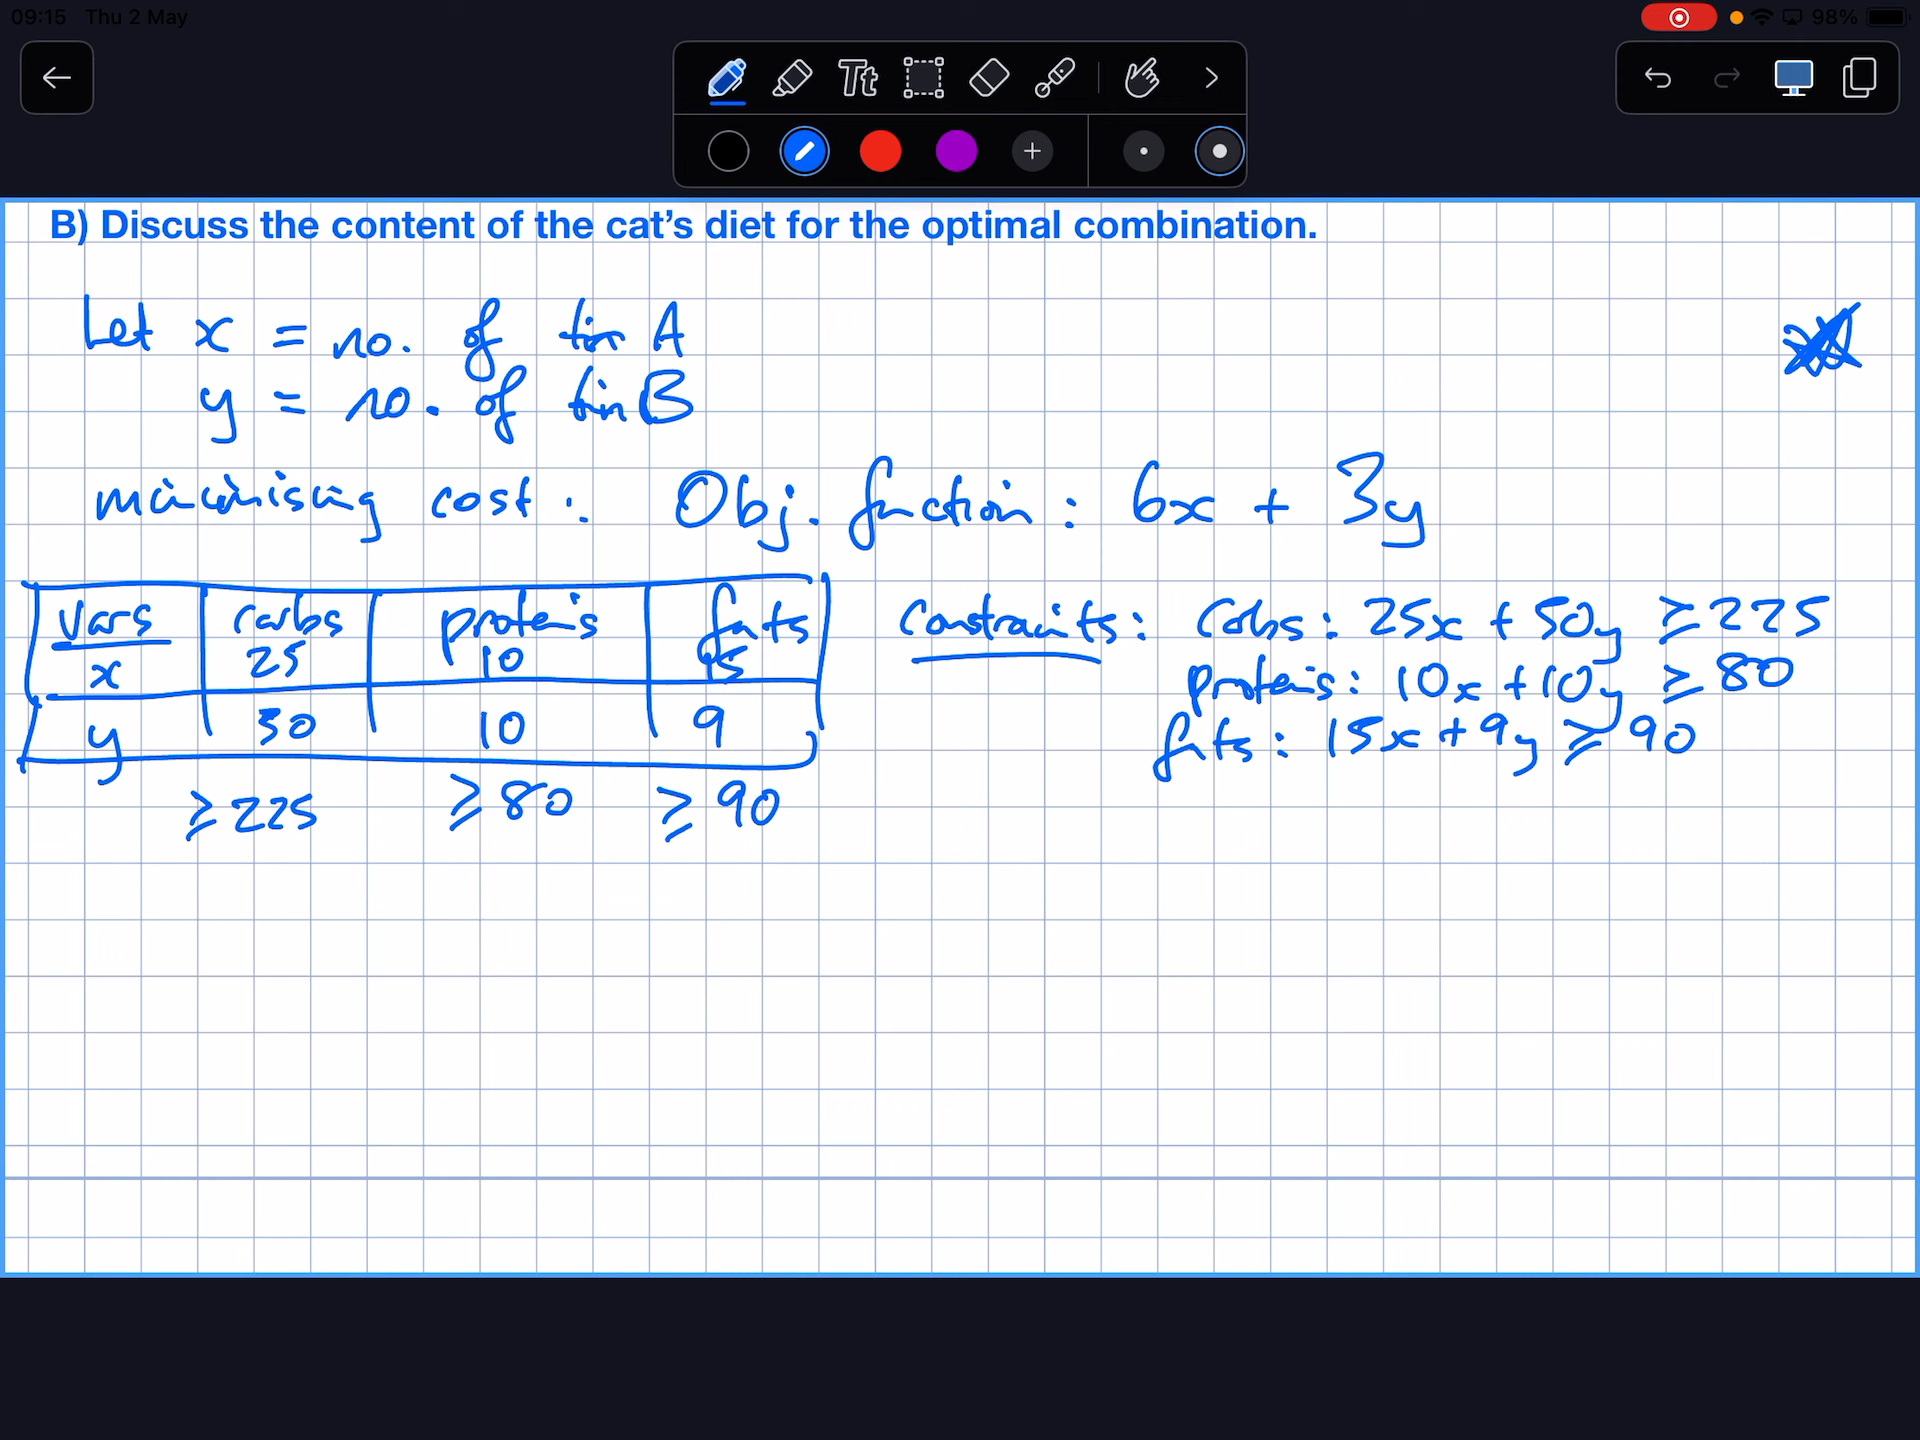 09:15 Thu 2 May
98%
Tt
B) Discuss the content of the cat's diet for the optimal combination.
Let x = no. of tin A
y = no. of tin B
minimising cost ∴ Obj. function: 6x + 3y
Vars carbs proteins fats
x 25 10 15
y 50 10 9
≥ 225 ≥ 80 ≥ 90
Constraints: Cabs: 25x + 50y ≥ 225
proteins: 10x + 10y ≥ 80
fats: 15x + 9y ≥ 90